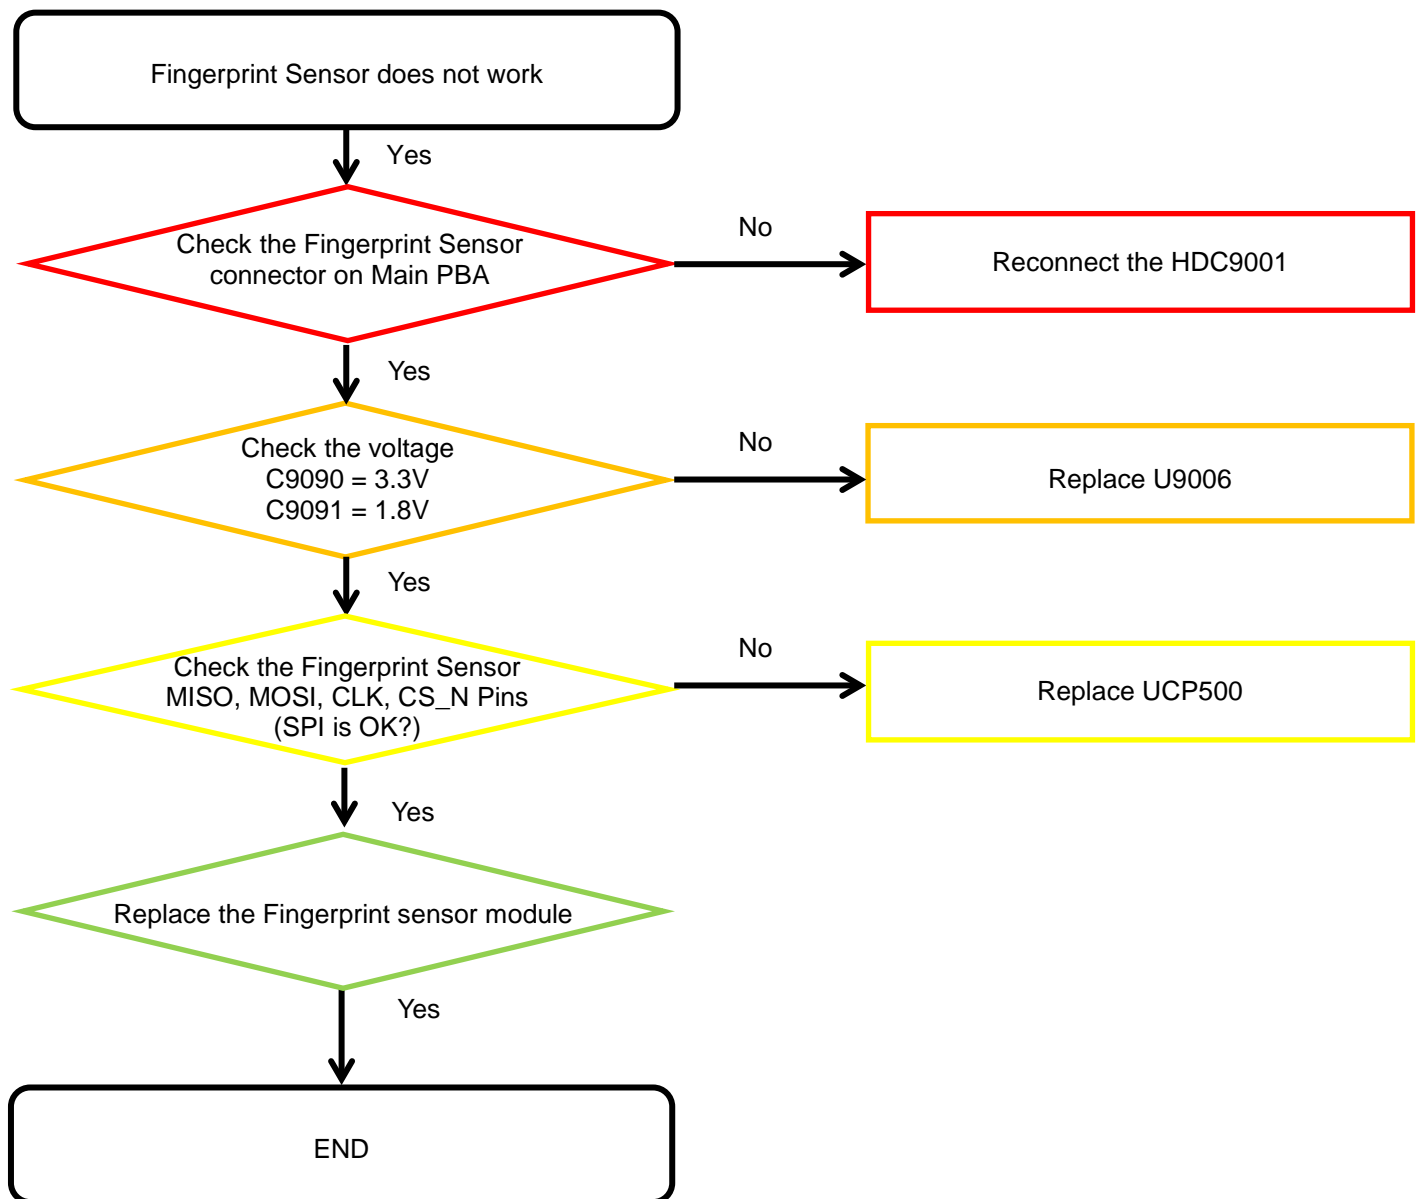 Fingerprint Sensor does not work
Yes
Check the Fingerprint Sensor
connector on Main PBA
No
Reconnect the HDC9001
Yes
Check the voltage
C9090 = 3.3V
C9091 = 1.8V
No
Replace U9006
Yes
Check the Fingerprint Sensor
MISO, MOSI, CLK, CS_N Pins
(SPI is OK?)
No
Replace UCP500
Yes
Replace the Fingerprint sensor module
Yes
END